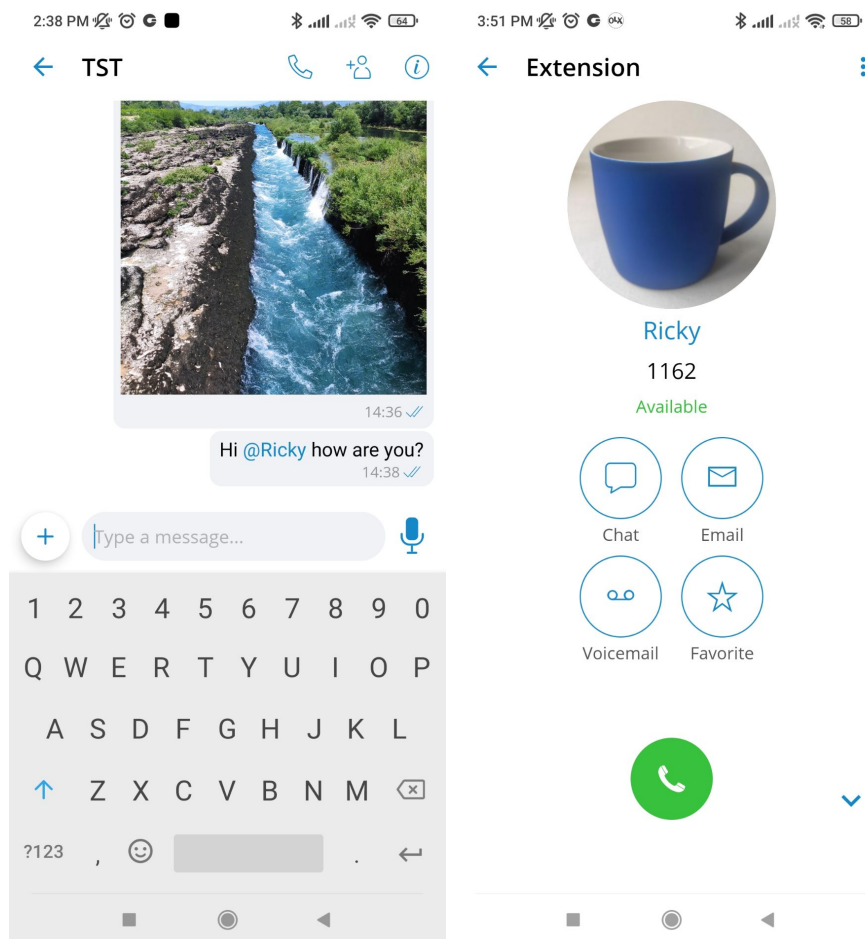 2:38 PM
64
TST
14:36
Hi @Ricky how are you?
14:38
Type a message...
1 2 3 4 5 6 7 8 9 0
Q W E R T Y U I O P
A S D F G H J K L
Z X C V B N M
?123 , .
3:51 PM
OLX
58
Extension
Ricky
1162
Available
Chat Email
Voicemail Favorite